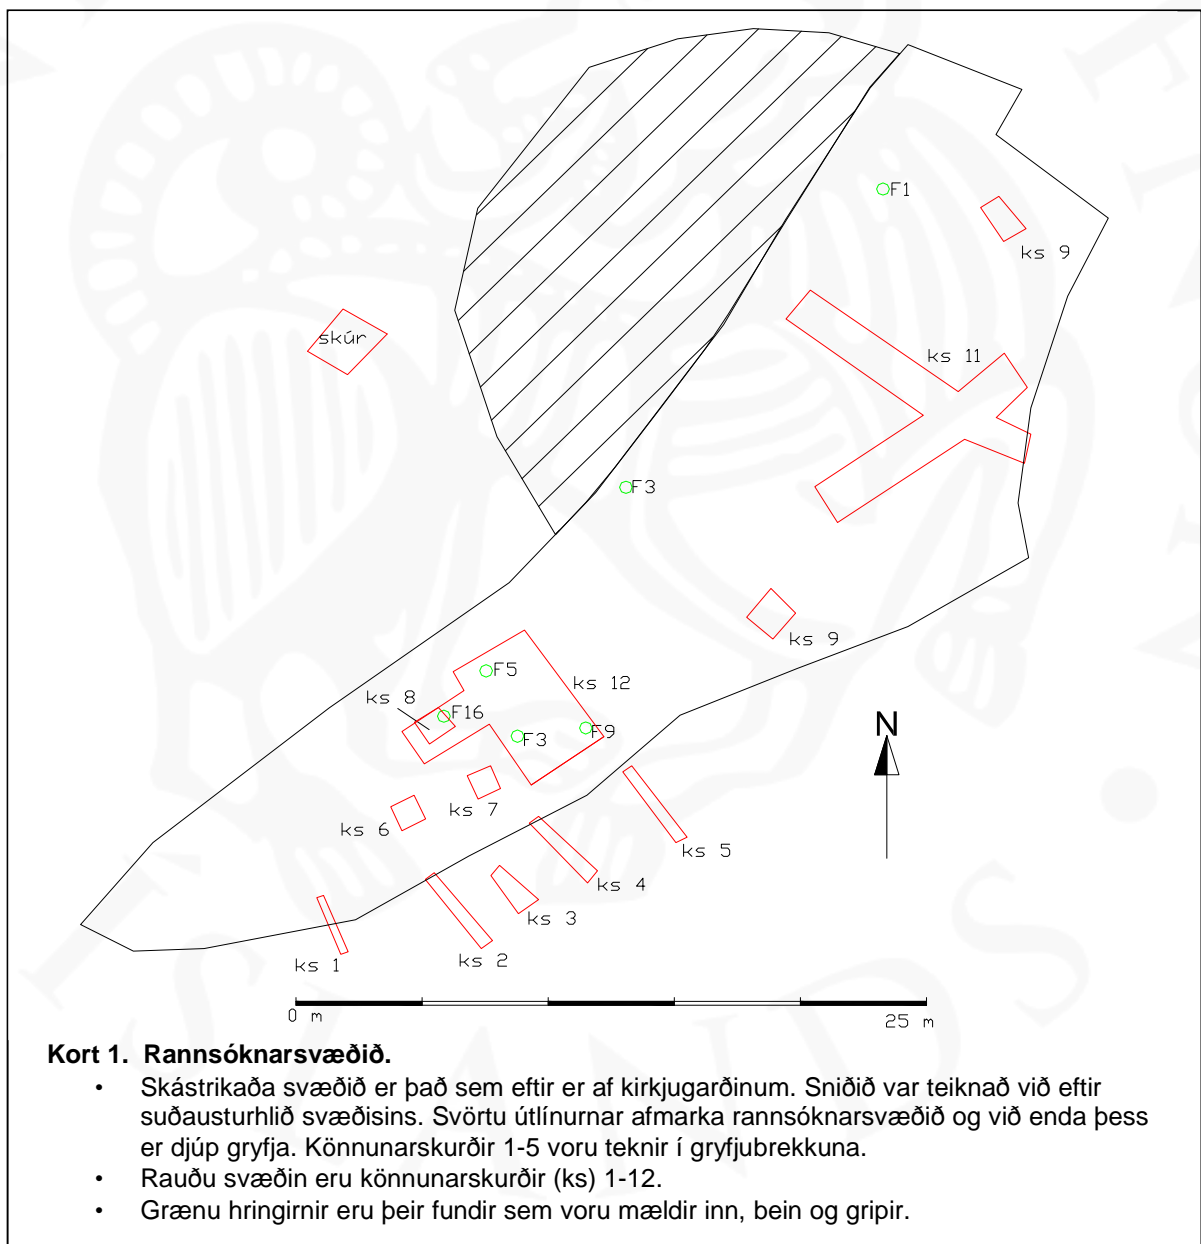 F1
ks 9
skúr
ks 11
F3
ks 9
F5
ks 12
ks 8
F16
F3
F9
N
ks 7
ks 6
ks 5
ks 4
ks 3
ks 2
ks 1
0 m
25 m
Kort 1. Rannsóknarsvæðið.
• Skástrikaða svæðið er það sem eftir er af kirkjugarðinum. Sniðið var teiknað við eftir
suðausturhlið svæðisins. Svörtu útlínurnar afmarka rannsóknarsvæðið og við enda þess
er djúp gryfja. Könnunarskurðir 1-5 voru teknir í gryfjubrekkuna.
• Rauðu svæðin eru könnunarskurðir (ks) 1-12.
• Grænu hringirnir eru þeir fundir sem voru mældir inn, bein og gripir.